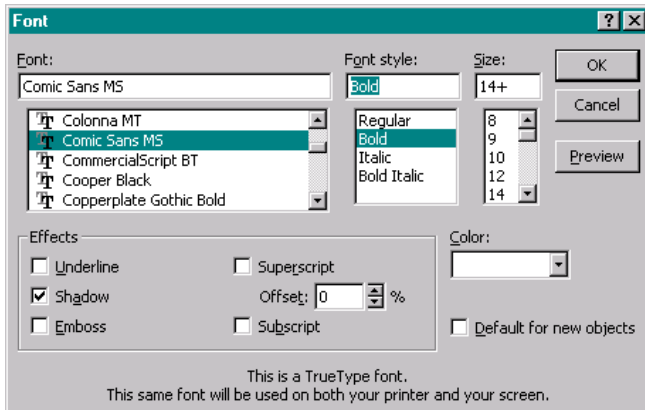 Font
Font: Font style: Size:
Comic Sans MS Bold 14+ OK
Colonna MT Regular 8 Cancel
Comic Sans MS Bold 9
CommercialScript BT Italic 10 Preview
Cooper Black Bold Italic 12
Copperplate Gothic Bold 14
Effects Color:
Underline Superscript
Shadow Offset: 0 %
Emboss Subscript Default for new objects
This is a TrueType font.
This same font will be used on both your printer and your screen.